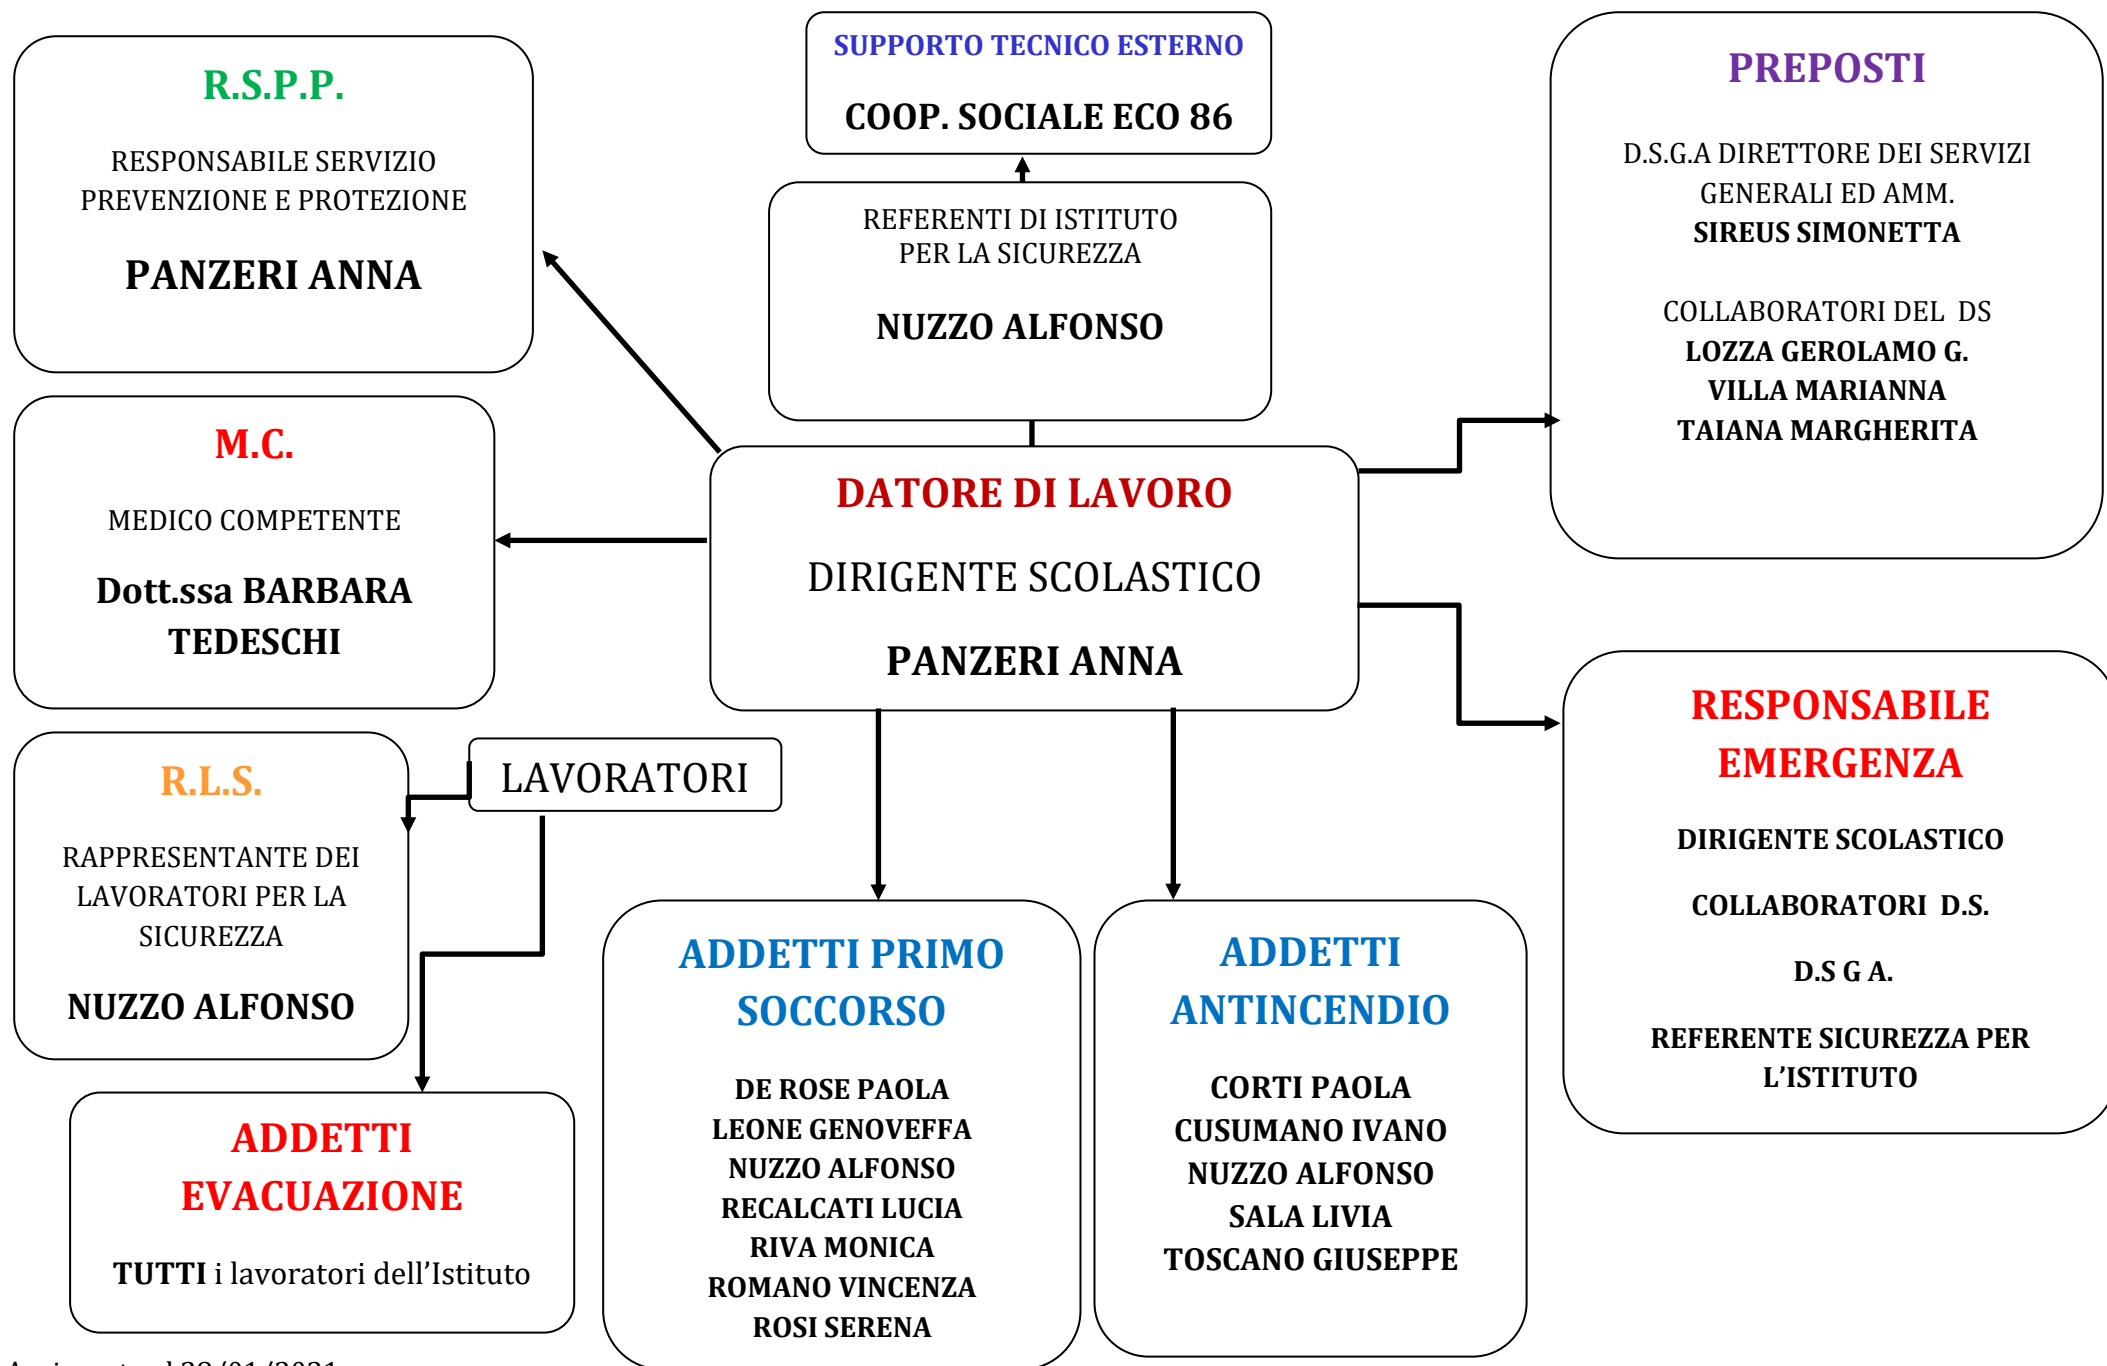 R.S.P.P.
RESPONSABILE SERVIZIO
PREVENZIONE E PROTEZIONE
PANZERI ANNA
SUPPORTO TECNICO ESTERNO
COOP. SOCIALE ECO 86
REFERENTI DI ISTITUTO
PER LA SICUREZZA
NUZZO ALFONSO
PREPOSTI
D.S.G.A DIRETTORE DEI SERVIZI
GENERALI ED AMM.
SIREUS SIMONETTA
COLLABORATORI DEL DS
LOZZA GEROLAMO G.
VILLA MARIANNA
TAIANA MARGHERITA
M.C.
MEDICO COMPETENTE
Dott.ssa BARBARA
TEDESCHI
DATORE DI LAVORO
DIRIGENTE SCOLASTICO
PANZERI ANNA
RESPONSABILE
EMERGENZA
DIRIGENTE SCOLASTICO
COLLABORATORI D.S.
D.S G A.
REFERENTE SICUREZZA PER
L'ISTITUTO
R.L.S.
RAPPRESENTANTE DEI
LAVORATORI PER LA
SICUREZZA
NUZZO ALFONSO
LAVORATORI
ADDETTI
EVACUAZIONE
TUTTI i lavoratori dell'Istituto
ADDETTI PRIMO
SOCCORSO
DE ROSE PAOLA
LEONE GENOVEFFA
NUZZO ALFONSO
RECALCATI LUCIA
RIVA MONICA
ROMANO VINCENZA
ROSI SERENA
ADDETTI
ANTINCENDIO
CORTI PAOLA
CUSUMANO IVANO
NUZZO ALFONSO
SALA LIVIA
TOSCANO GIUSEPPE